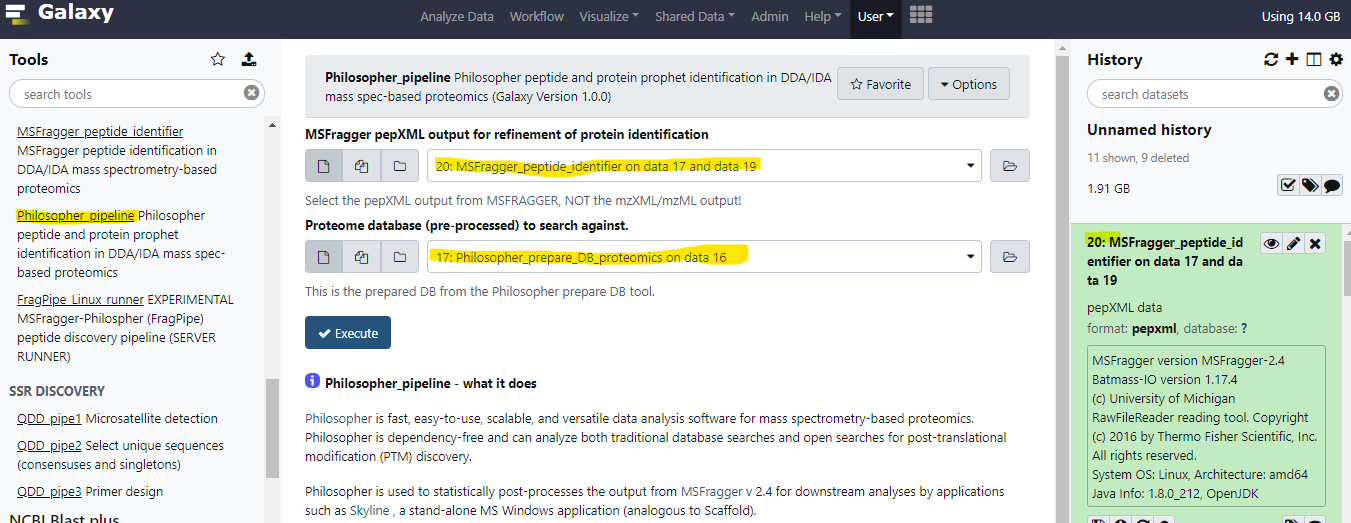 Galaxy
Analyze Data Workflow Visualize Shared Data Admin Help User
Using 14.0 GB
Tools
search tools
MSFragger peptide identifier
MSFragger peptide identification in
DDA/IDA mass spectrometry-based
proteomics
Philosopher_pipeline Philosopher
peptide and protein prophet
identification in DDA/IDA mass spec-
based proteomics
FragPipe Linux runner EXPERIMENTAL
MSFragger-Philospher (FragPipe)
peptide discovery pipeline (SERVER
RUNNER)
SSR DISCOVERY
QDD_pipe1 Microsatellite detection
QDD_pipe2 Select unique sequences
(consensuses and singletons)
QDD_pipe3 Primer design
NCBI Blast plus
Philosopher_pipeline Philosopher peptide and protein prophet identification in DDA/IDA
mass spec-based proteomics (Galaxy Version 1.0.0)
Favorite
Options
MSFragger pepXML output for refinement of protein identification
20: MSFragger_peptide_identifier on data 17 and data 19
Select the pepXML output from MSFRAGGER, NOT the mzXML/mzML output!
Proteome database (pre-processed) to search against.
17: Philosopher_prepare_DB_proteomics on data 16
This is the prepared DB from the Philosopher prepare DB tool.
Execute
Philosopher_pipeline - what it does
Philosopher is fast, easy-to-use, scalable, and versatile data analysis software for mass spectrometry-based proteomics.
Philosopher is dependency-free and can analyze both traditional database searches and open searches for post-translational
modification (PTM) discovery.
Philosopher is used to statistically post-processes the output from MSFragger v 2.4 for downstream analyses by applications
such as Skyline , a stand-alone MS Windows application (analogous to Scaffold).
History
search datasets
Unnamed history
11 shown, 9 deleted
1.91 GB
20: MSFragger_peptide_id
entifier on data 17 and da
ta 19
pepXML data
format: pepxml, database: ?
MSFragger version MSFragger-2.4
Batmass-IO version 1.17.4
(c) University of Michigan
RawFileReader reading tool. Copyright
(c) 2016 by Thermo Fisher Scientific, Inc.
All rights reserved.
System OS: Linux, Architecture: amd64
Java Info: 1.8.0_212, OpenJDK